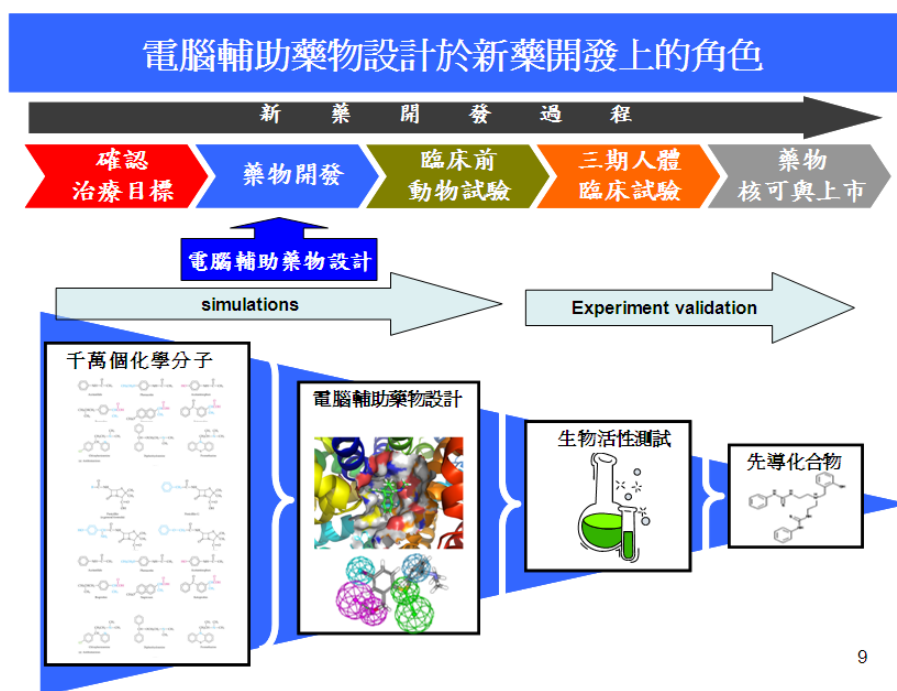 電腦輔助藥物設計於新藥開發上的角色
新藥開發過程
確認
治療目標
藥物開發
臨床前
動物試驗
三期人體
臨床試驗
藥物
核可與上市
電腦輔助藥物設計
simulations
Experiment validation
千萬個化學分子
電腦輔助藥物設計
生物活性測試
先導化合物
9